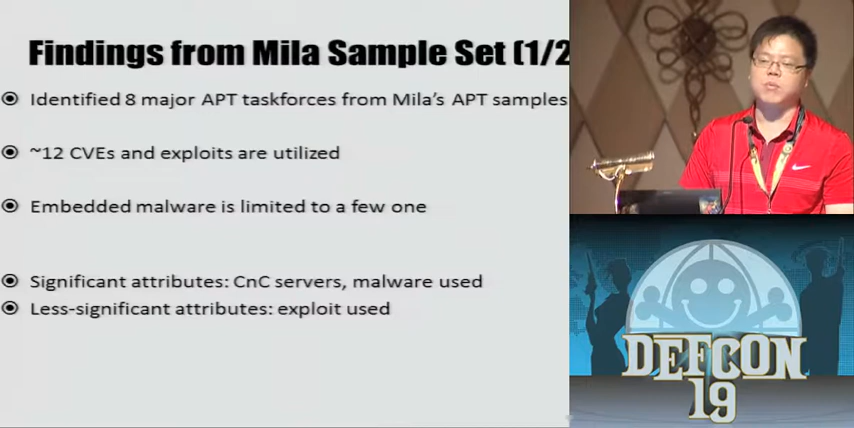 Findings from Mila Sample Set (1/2
Identified 8 major APT taskforces from Mila's APT samples
~12 CVEs and exploits are utilized
Embedded malware is limited to a few one
Significant attributes: CnC servers, malware used
Less-significant attributes: exploit used
DEFCON
19